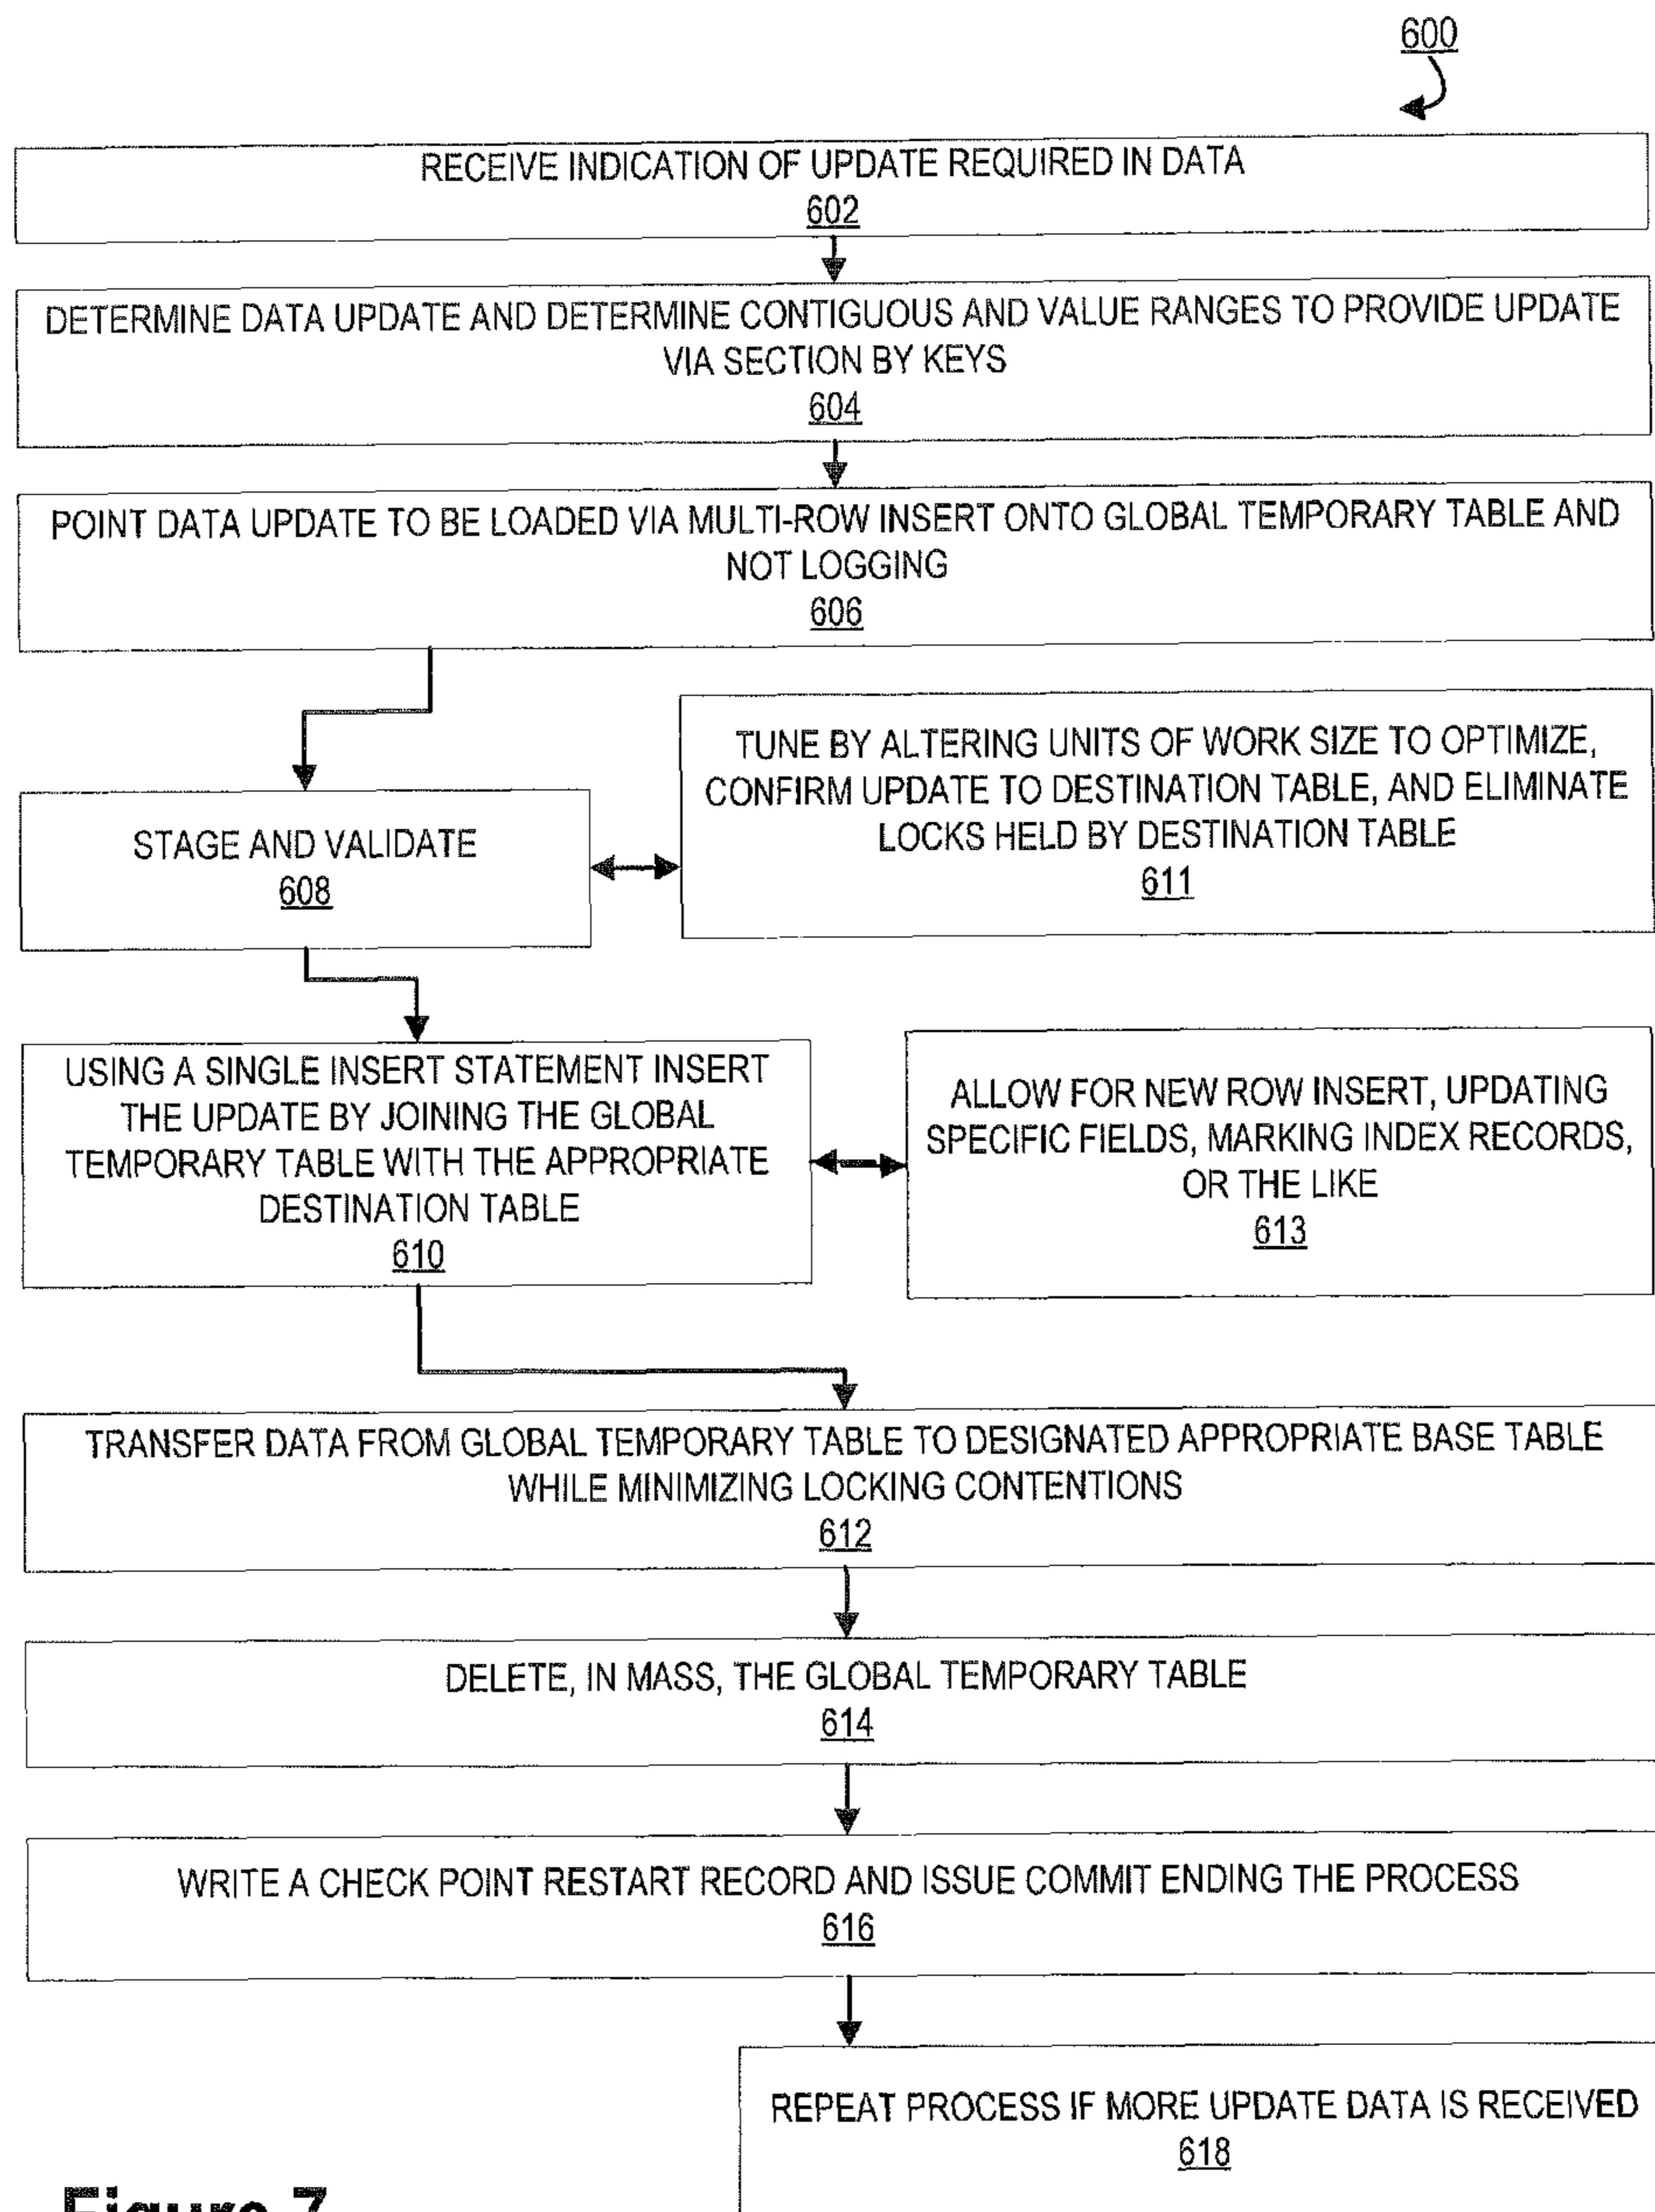 600
RECEIVE INDICATION OF UPDATE REQUIRED IN DATA
602
DETERMINE DATA UPDATE AND DETERMINE CONTIGUOUS AND VALUE RANGES TO PROVIDE UPDATE
VIA SECTION BY KEYS
604
POINT DATA UPDATE TO BE LOADED VIA MULTI-ROW INSERT ONTO GLOBAL TEMPORARY TABLE AND
NOT LOGGING
606
STAGE AND VALIDATE
608
TUNE BY ALTERING UNITS OF WORK SIZE TO OPTIMIZE,
CONFIRM UPDATE TO DESTINATION TABLE, AND ELIMINATE
LOCKS HELD BY DESTINATION TABLE
611
USING A SINGLE INSERT STATEMENT INSERT
THE UPDATE BY JOINING THE GLOBAL
TEMPORARY TABLE WITH THE APPROPRIATE
DESTINATION TABLE
610
ALLOW FOR NEW ROW INSERT, UPDATING
SPECIFIC FIELDS, MARKING INDEX RECORDS,
OR THE LIKE
613
TRANSFER DATA FROM GLOBAL TEMPORARY TABLE TO DESIGNATED APPROPRIATE BASE TABLE
WHILE MINIMIZING LOCKING CONTENTIONS
612
DELETE, IN MASS, THE GLOBAL TEMPORARY TABLE
614
WRITE A CHECK POINT RESTART RECORD AND ISSUE COMMIT ENDING THE PROCESS
616
REPEAT PROCESS IF MORE UPDATE DATA IS RECEIVED
618
Figure 7